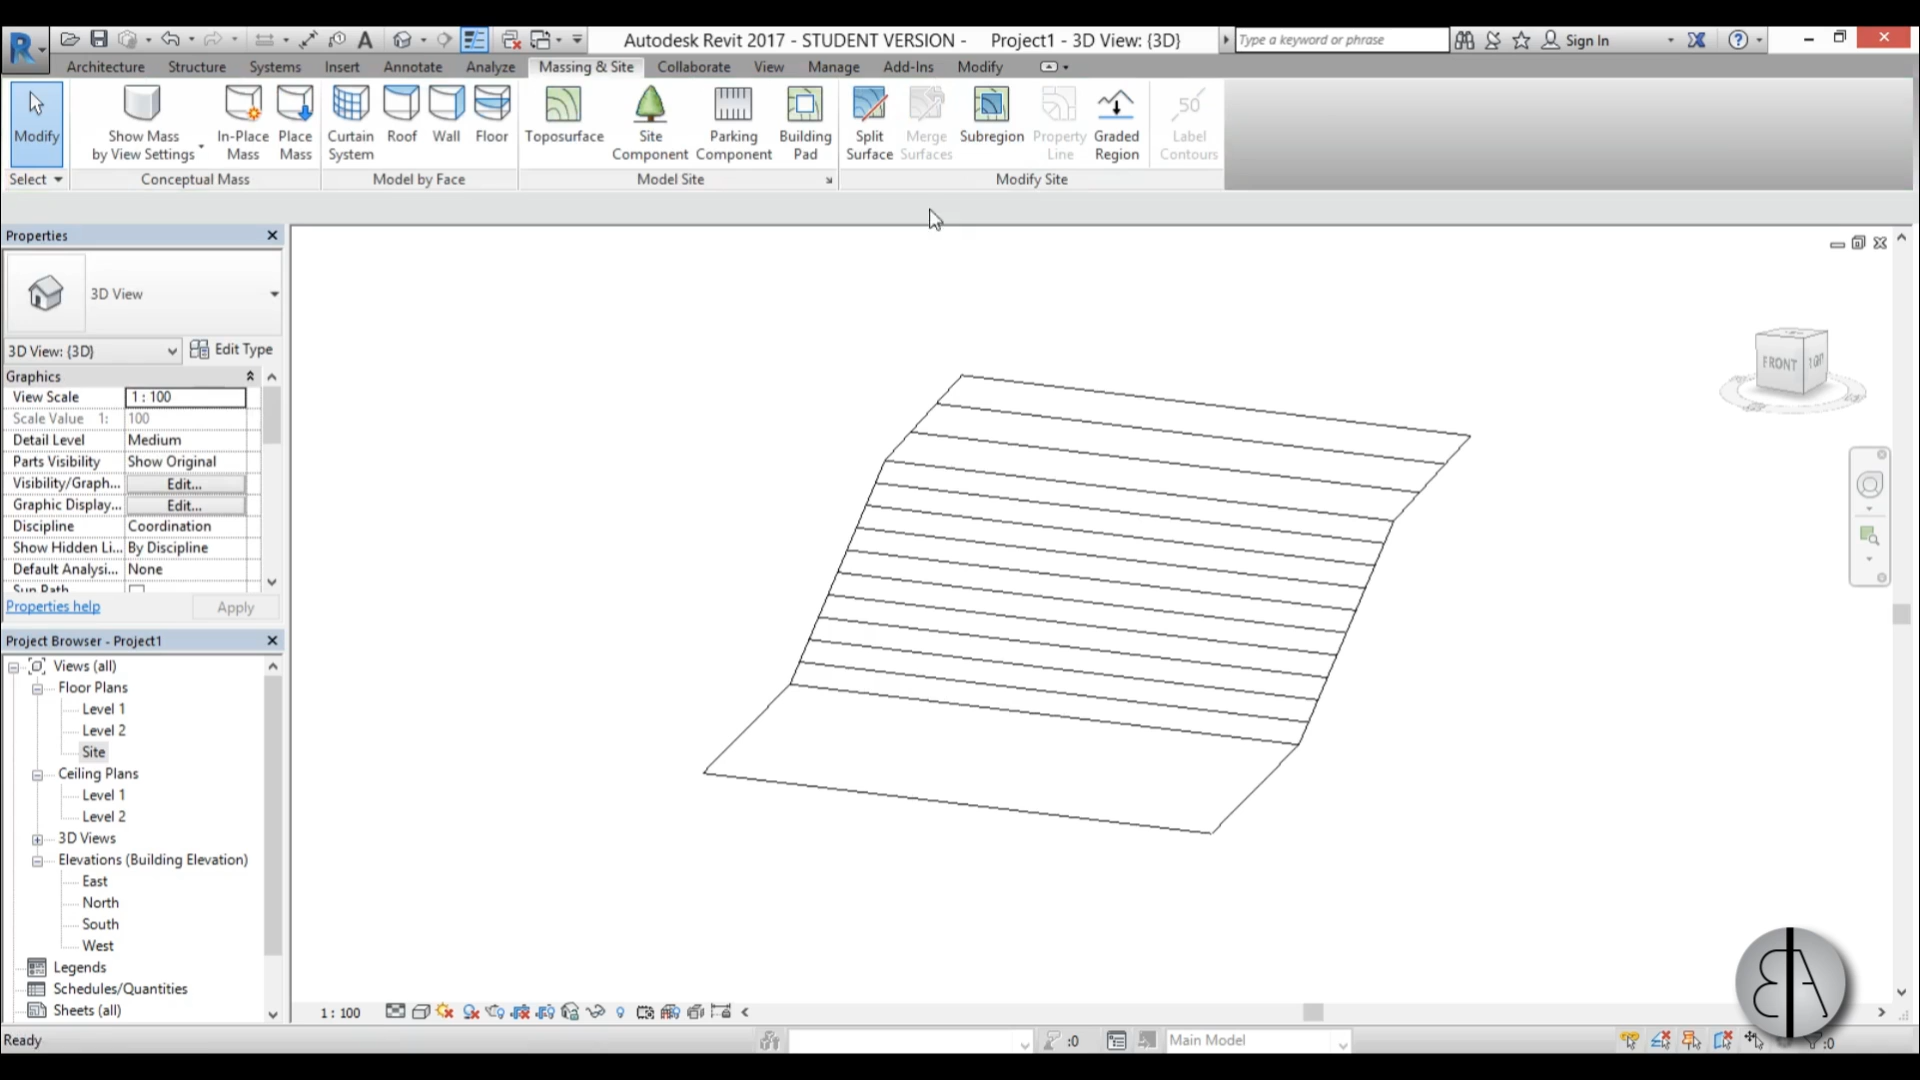 Autodesk Revit 2017 - STUDENT VERSION - Project1 - 3D View: {3D}
Type a keyword or phrase
Sign In
Architecture Structure Systems Insert Annotate Analyze Massing & Site Collaborate View Manage Add-Ins Modify
Modify
Show Mass by View Settings
In-Place Mass
Place Mass
Curtain System
Roof
Wall
Floor
Toposurface
Site Component
Parking Component
Building Pad
Split Surface
Merge Surfaces
Subregion
Property Line
Graded Region
50
Label Contours
Select
Conceptual Mass
Model by Face
Model Site
Modify Site
Properties
3D View
3D View: {3D}
Edit Type
Graphics
View Scale 1 : 100
Scale Value 1: 100
Detail Level Medium
Parts Visibility Show Original
Visibility/Graph... Edit...
Graphic Display... Edit...
Discipline Coordination
Show Hidden Li... By Discipline
Default Analysi... None
Sun Path
Properties help
Apply
Project Browser - Project1
Views (all)
Floor Plans
Level 1
Level 2
Site
Ceiling Plans
Level 1
Level 2
3D Views
Elevations (Building Elevation)
East
North
South
West
Legends
Schedules/Quantities
Sheets (all)
FRONT
1 : 100
Ready
:0
Main Model
:0